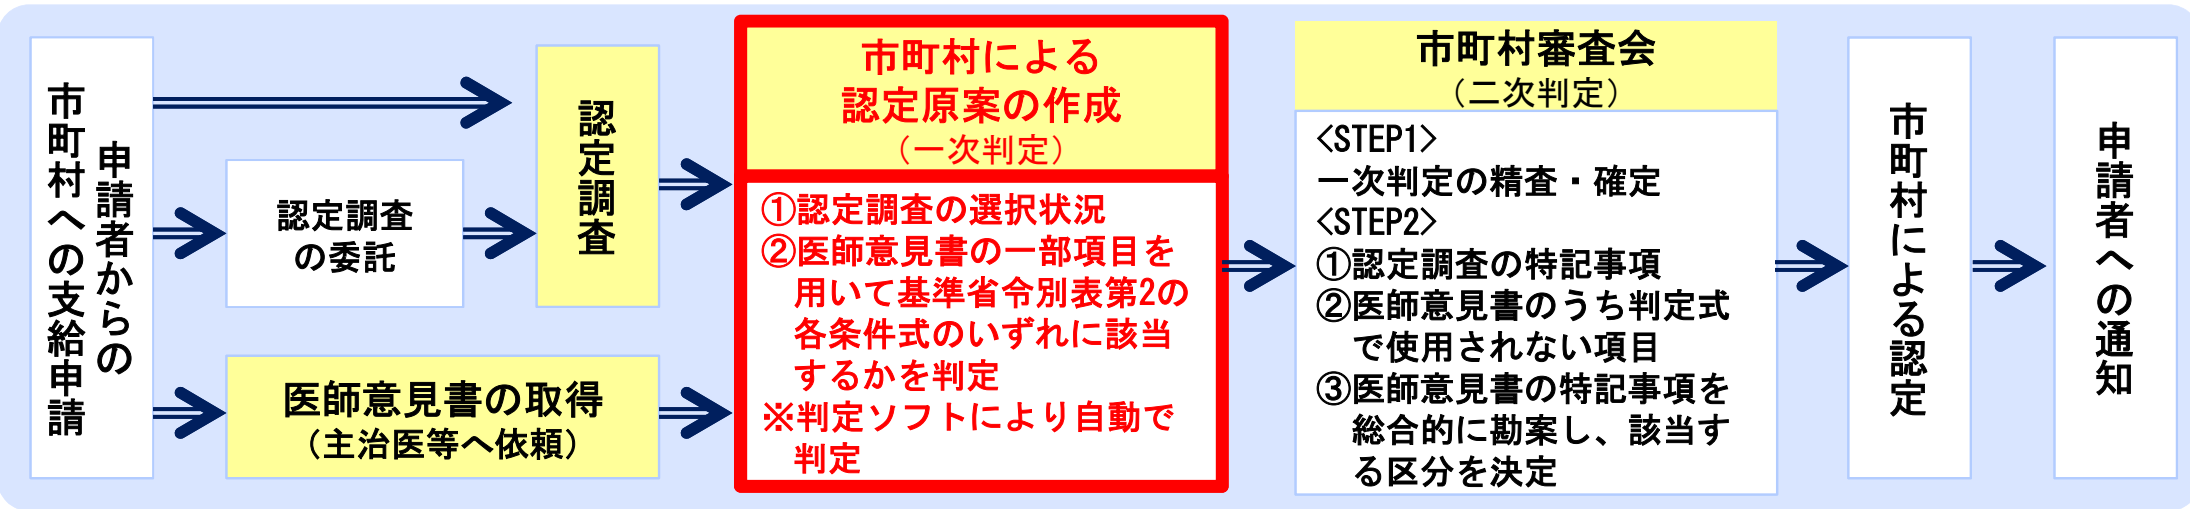 申請者からの
市町村への支給申請
認定調査
の委託
認定調査
医師意見書の取得
（主治医等へ依頼）
市町村による
認定原案の作成
（一次判定）
①認定調査の選択状況
②医師意見書の一部項目を
用いて基準省令別表第2の
各条件式のいずれに該当
するかを判定
※判定ソフトにより自動で
判定
市町村審査会
（二次判定）
<STEP1>
一次判定の精査・確定
<STEP2>
①認定調査の特記事項
②医師意見書のうち判定式
で使用されない項目
③医師意見書の特記事項を
総合的に勘案し、該当す
る区分を決定
市町村による認定
申請者への通知